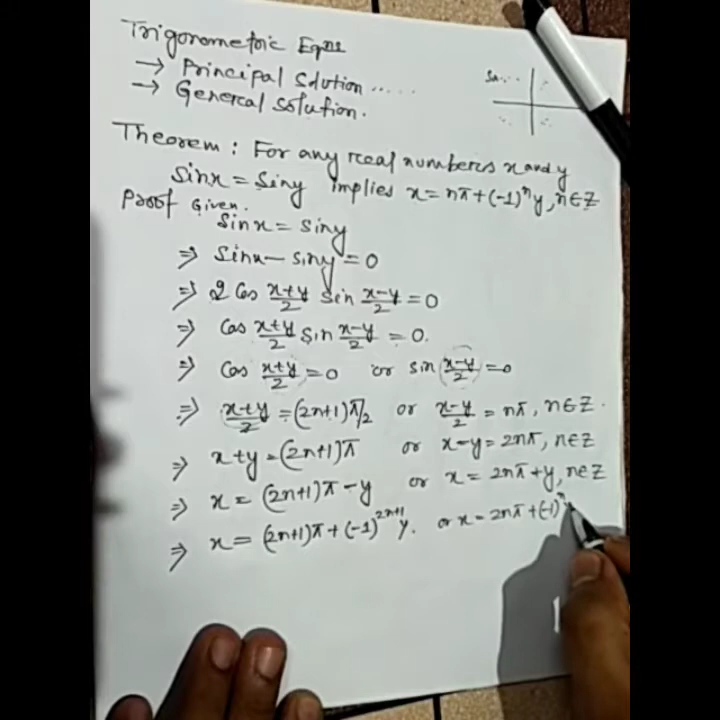 Trigonometric Eqns
→ Principal Solution .....
→ General Solution.
Theorem : For any real numbers x and y
sinx = siny implies x = nπ + (-1)ⁿy, n∈Z
Proof Given.
sinx = siny
⇒ sinx - siny = 0
⇒ 2 Cos (x+y)/2 sin (x-y)/2 = 0
⇒ Cos (x+y)/2 sin (x-y)/2 = 0.
⇒ Cos (x+y)/2 = 0 or sin (x-y)/2 = 0
⇒ (x+y)/2 = (2n+1)π/2 or (x-y)/2 = nπ, n∈Z.
⇒ x+y = (2n+1)π or x-y = 2nπ, n∈Z
⇒ x = (2n+1)π - y or x = 2nπ + y, n∈Z
⇒ x = (2n+1)π + (-1)²ⁿ⁺¹y. or x = 2nπ + (-1)